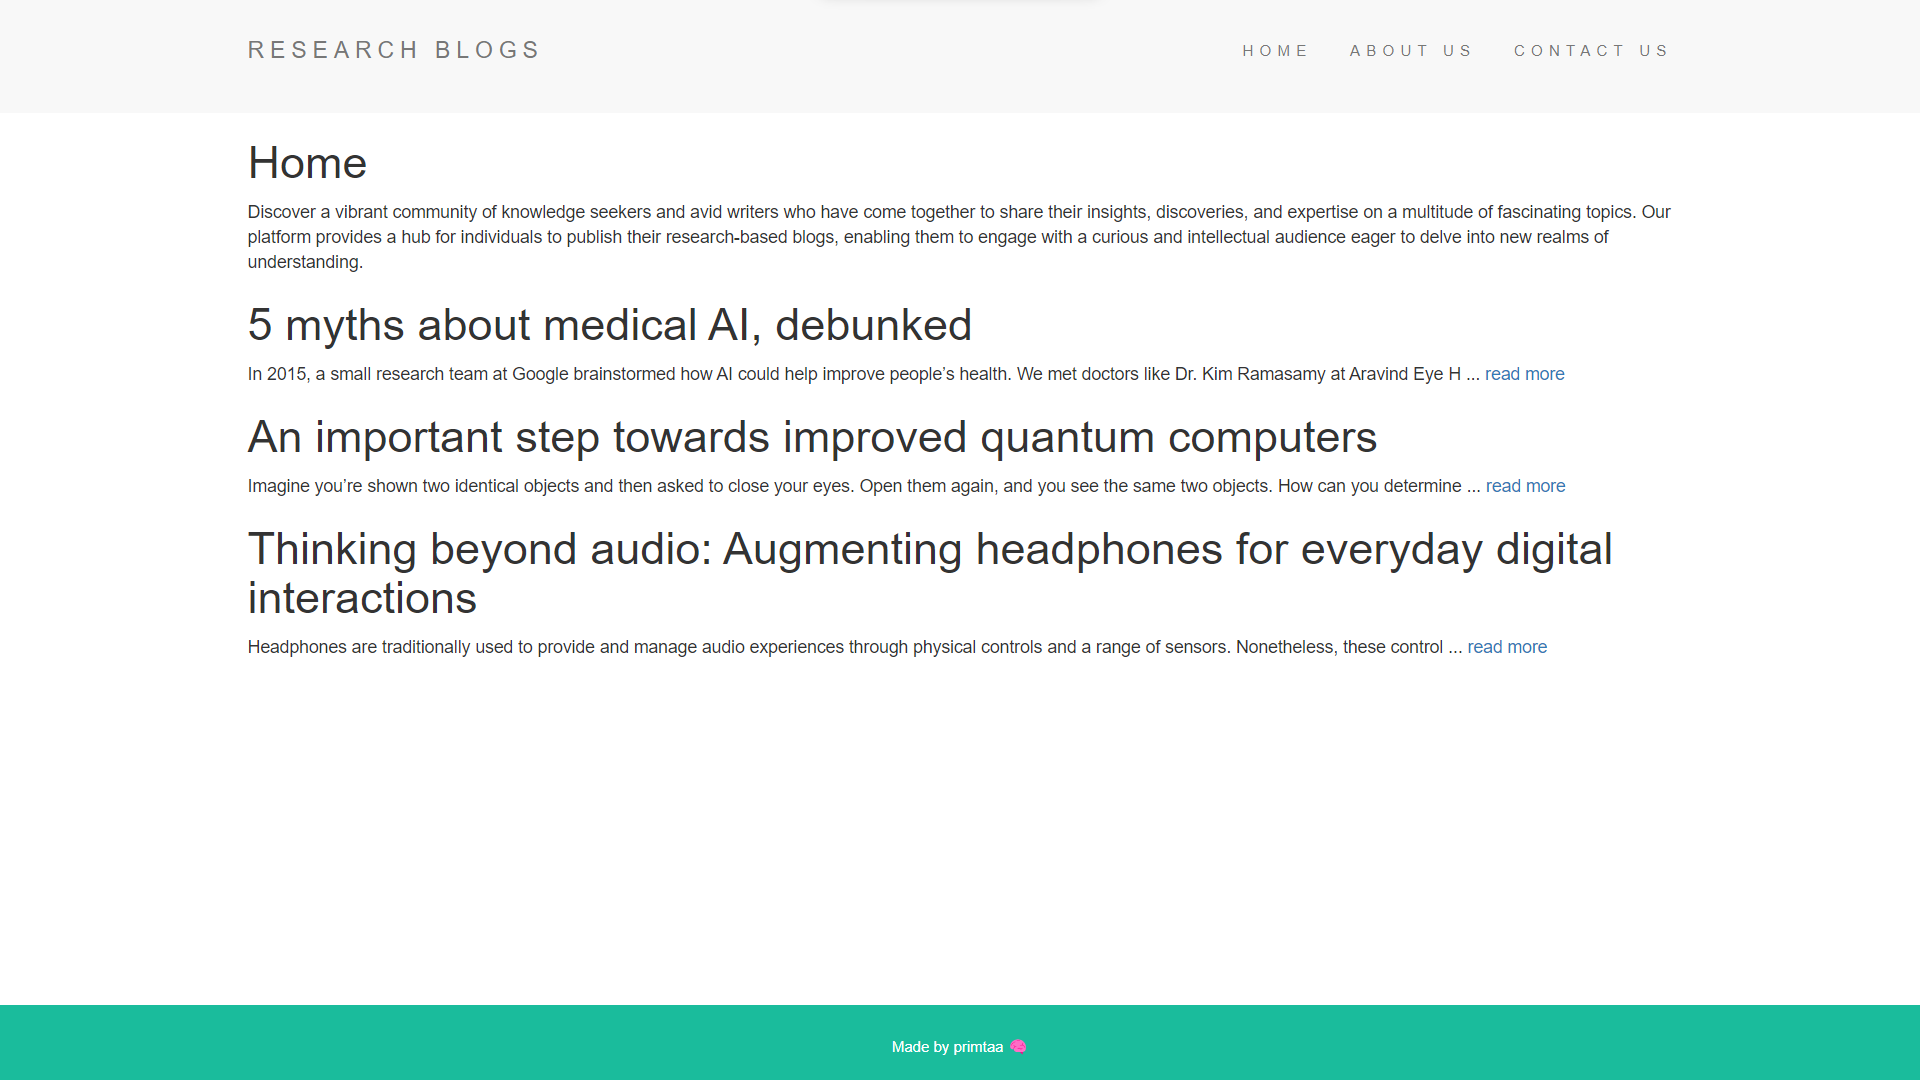 RESEARCH BLOGS
HOME ABOUT US CONTACT US
Home
Discover a vibrant community of knowledge seekers and avid writers who have come together to share their insights, discoveries, and expertise on a multitude of fascinating topics. Our
platform provides a hub for individuals to publish their research-based blogs, enabling them to engage with a curious and intellectual audience eager to delve into new realms of
understanding.
5 myths about medical AI, debunked
In 2015, a small research team at Google brainstormed how AI could help improve people’s health. We met doctors like Dr. Kim Ramasamy at Aravind Eye H ... read more
An important step towards improved quantum computers
Imagine you’re shown two identical objects and then asked to close your eyes. Open them again, and you see the same two objects. How can you determine ... read more
Thinking beyond audio: Augmenting headphones for everyday digital
interactions
Headphones are traditionally used to provide and manage audio experiences through physical controls and a range of sensors. Nonetheless, these control ... read more
Made by primtaa 🧠